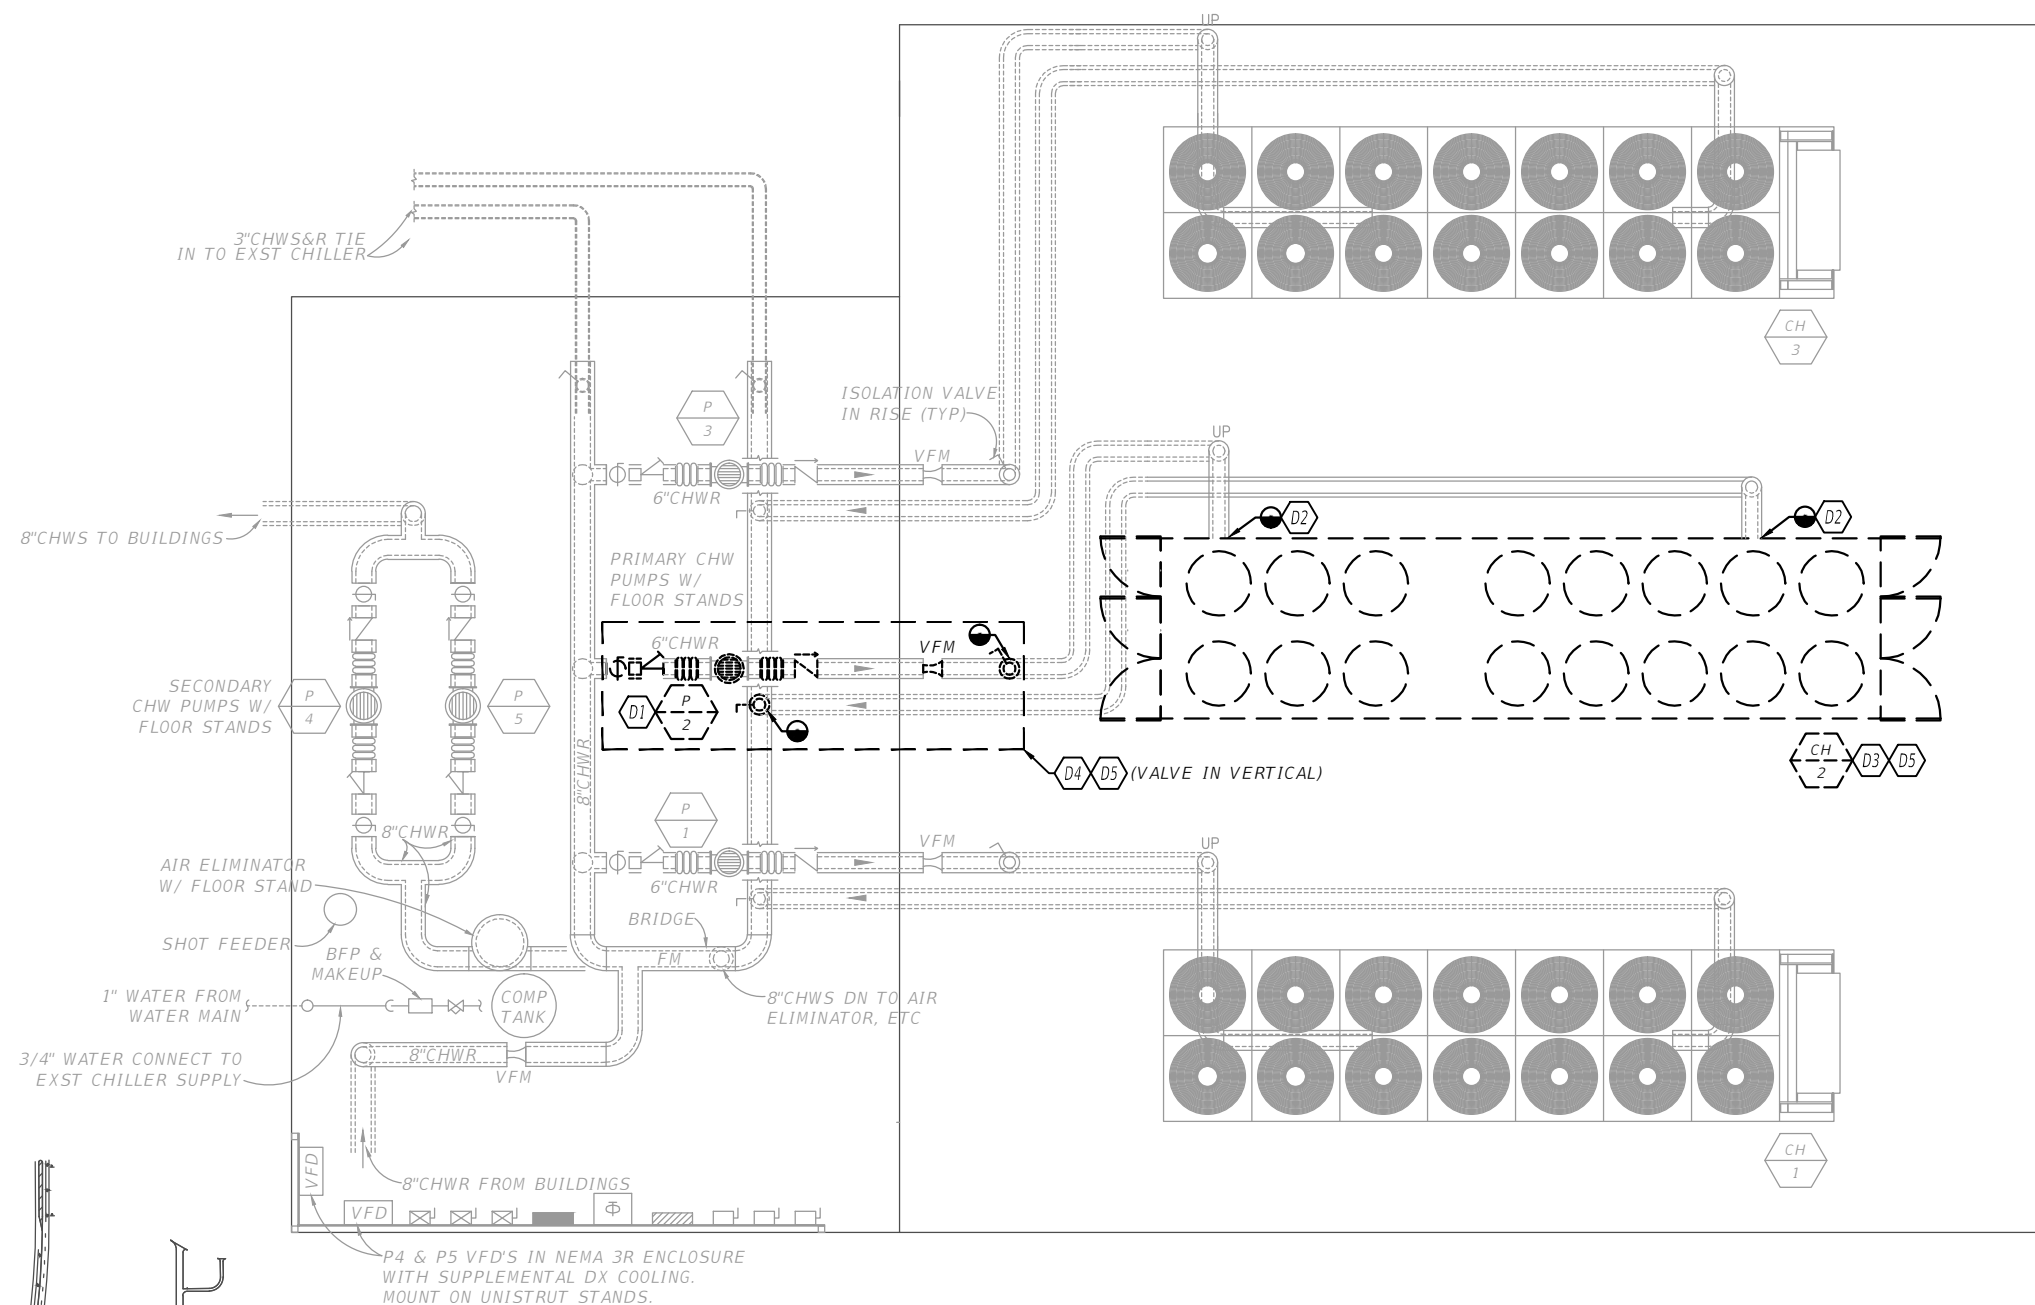 UP
3"CHWS&R TIE
IN TO EXST CHILLER
CH
3
P
3
ISOLATION VALVE
IN RISE (TYP)
VFM
6"CHWR
UP
D2
D2
8"CHWS TO BUILDINGS
PRIMARY CHW
PUMPS W/
FLOOR STANDS
6"CHWR
VFM
SECONDARY
CHW PUMPS W/
FLOOR STANDS
P
4
P
5
D1
P
2
8"CHWR
D4
D5
(VALVE IN VERTICAL)
CH
2
D3
D5
P
1
8"CHWR
VFM
UP
AIR ELIMINATOR
W/ FLOOR STAND
6"CHWR
BRIDGE
SHOT FEEDER
BFP &
MAKEUP
FM
1" WATER FROM
WATER MAIN
COMP
TANK
8"CHWS DN TO AIR
ELIMINATOR, ETC
3/4" WATER CONNECT TO
EXST CHILLER SUPPLY
8"CHWR
VFM
CH
1
VFD
8"CHWR FROM BUILDINGS
VFD
P4 & P5 VFD'S IN NEMA 3R ENCLOSURE
WITH SUPPLEMENTAL DX COOLING.
MOUNT ON UNISTRUT STANDS.